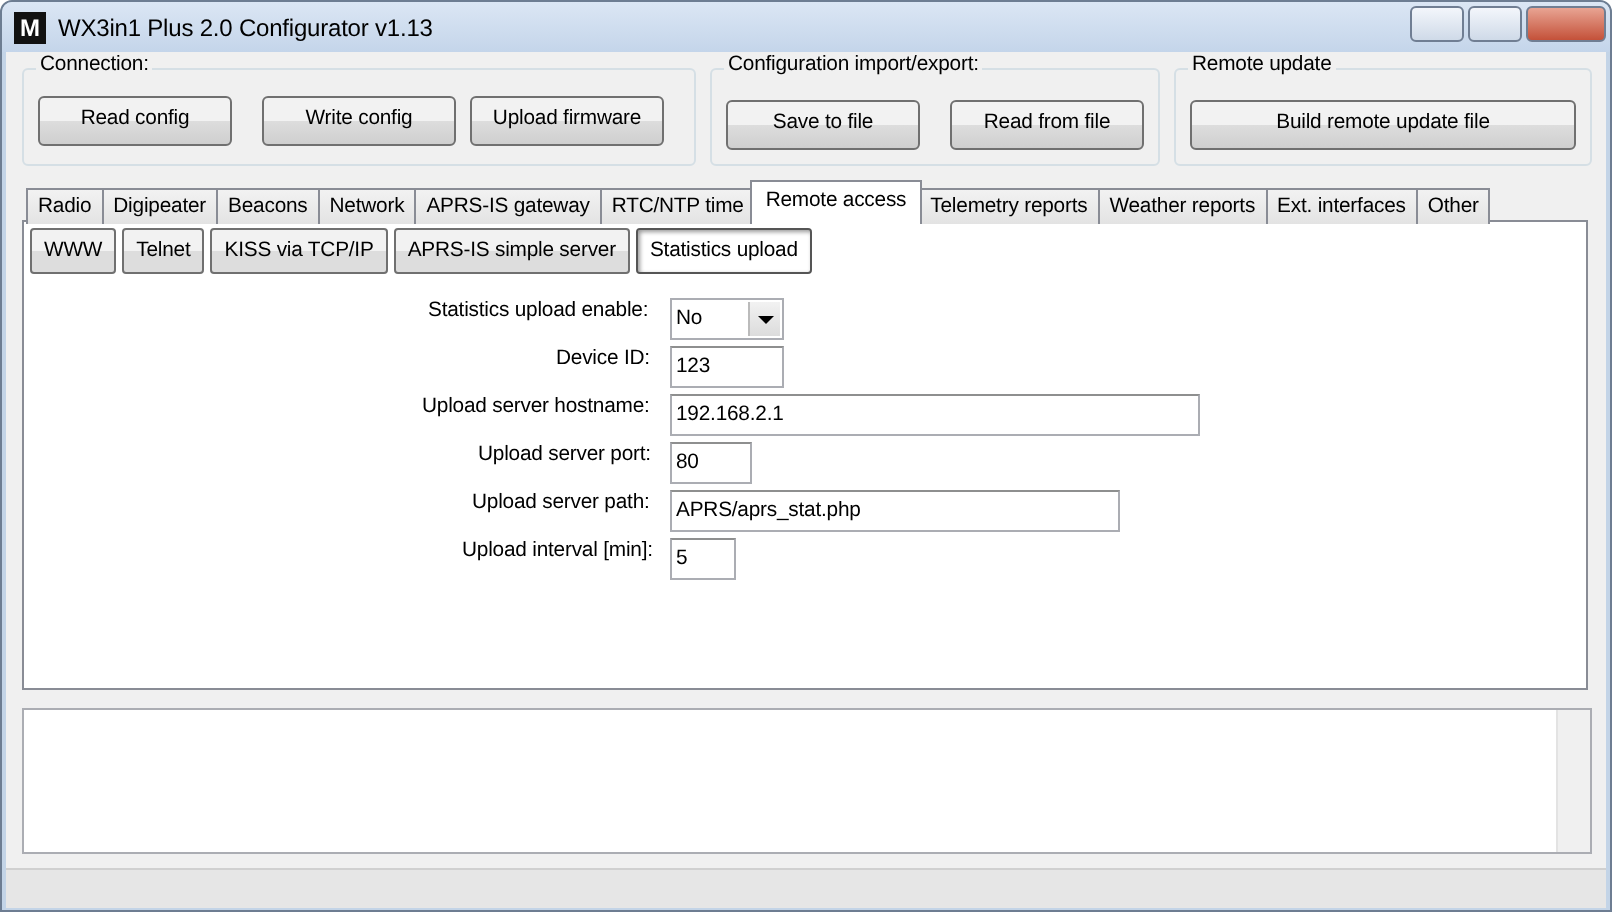 M WX3in1 Plus 2.0 Configurator v1.13
Connection: Configuration import/export: Remote update
Read config Write config Upload firmware Save to file Read from file Build remote update file
Radio Digipeater Beacons Network APRS-IS gateway RTC/NTP time Remote access Telemetry reports Weather reports Ext. interfaces Other
WWW Telnet KISS via TCP/IP APRS-IS simple server Statistics upload
Statistics upload enable: No
Device ID: 123
Upload server hostname: 192.168.2.1
Upload server port: 80
Upload server path: APRS/aprs_stat.php
Upload interval [min]: 5